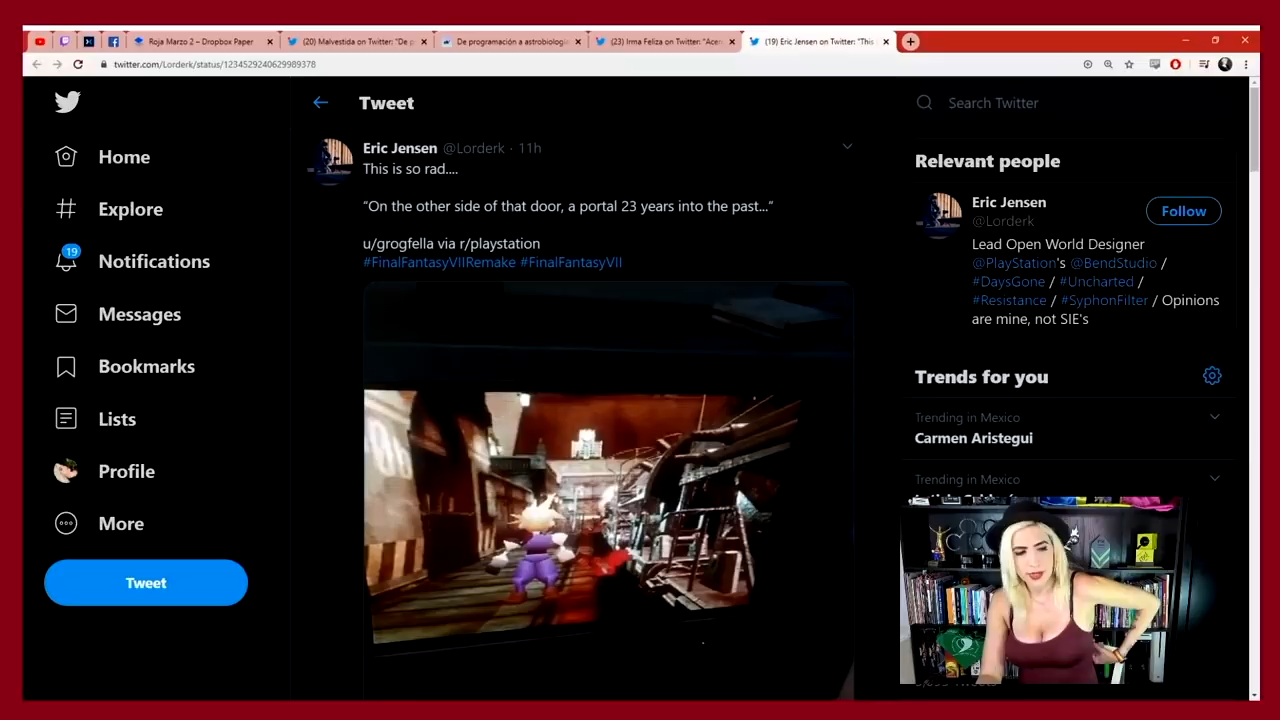 Roja Marzo 2 – Dropbox Paper
(20) Malvestida on Twitter: "De p
De programación a astrobiologí
(23) Irma Feliz on Twitter: "Acer
(19) Eric Jensen on Twitter: "This
twitter.com/Lorderk/status/1234529240629989378
Home
Explore
19
Notifications
Messages
Bookmarks
Lists
Profile
More
Tweet
Tweet
Eric Jensen @Lorderk · 11h
This is so rad....
“On the other side of that door, a portal 23 years into the past...”
u/grogfella via r/playstation
#FinalFantasyVIIRemake #FinalFantasyVII
Search Twitter
Relevant people
Eric Jensen
@Lorderk
Follow
Lead Open World Designer
@PlayStation's @BendStudio /
#DaysGone / #Uncharted /
#Resistance / #SyphonFilter / Opinions
are mine, not SIE's
Trends for you
Trending in Mexico
Carmen Aristegui
Trending in Mexico